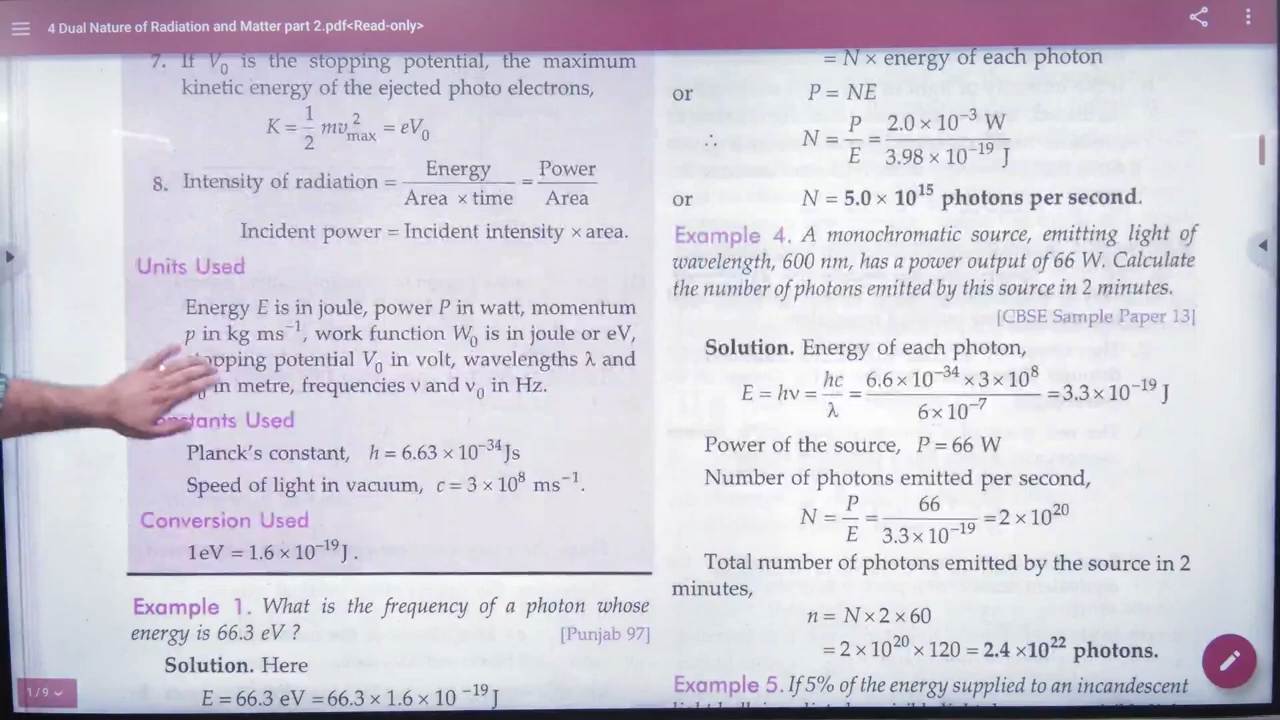 4 Dual Nature of Radiation and Matter part 2.pdf<Read-only>
7. If V₀ is the stopping potential, the maximum
kinetic energy of the ejected photo electrons,
K = 1/2 mv²max = eV₀
8. Intensity of radiation = Energy / (Area × time) = Power / Area
Incident power = Incident intensity × area.
Units Used
Energy E is in joule, power P in watt, momentum
p in kg ms⁻¹, work function W₀ is in joule or eV,
potential V₀ in volt, wavelengths λ and
metre, frequencies ν and ν₀ in Hz.
Used
Planck's constant, h = 6.63 × 10⁻³⁴ Js
Speed of light in vacuum, c = 3 × 10⁸ ms⁻¹.
Conversion Used
1eV = 1.6 × 10⁻¹⁹ J.
Example 1. What is the frequency of a photon whose
energy is 66.3 eV ? [Punjab 97]
Solution. Here
E = 66.3 eV = 66.3 × 1.6 × 10⁻¹⁹ J
1/9
= N × energy of each photon
or P = NE
∴ N = P/E = (2.0 × 10⁻³ W) / (3.98 × 10⁻¹⁹ J)
or N = 5.0 × 10¹⁵ photons per second.
Example 4. A monochromatic source, emitting light of
wavelength, 600 nm, has a power output of 66 W. Calculate
the number of photons emitted by this source in 2 minutes.
[CBSE Sample Paper 13]
Solution. Energy of each photon,
E = hν = hc/λ = (6.6 × 10⁻³⁴ × 3 × 10⁸) / (6 × 10⁻⁷) = 3.3 × 10⁻¹⁹ J
Power of the source, P = 66 W
Number of photons emitted per second,
N = P/E = 66 / (3.3 × 10⁻¹⁹) = 2 × 10²⁰
Total number of photons emitted by the source in 2
minutes,
n = N × 2 × 60
= 2 × 10²⁰ × 120 = 2.4 × 10²² photons.
Example 5. If 5% of the energy supplied to an incandescent